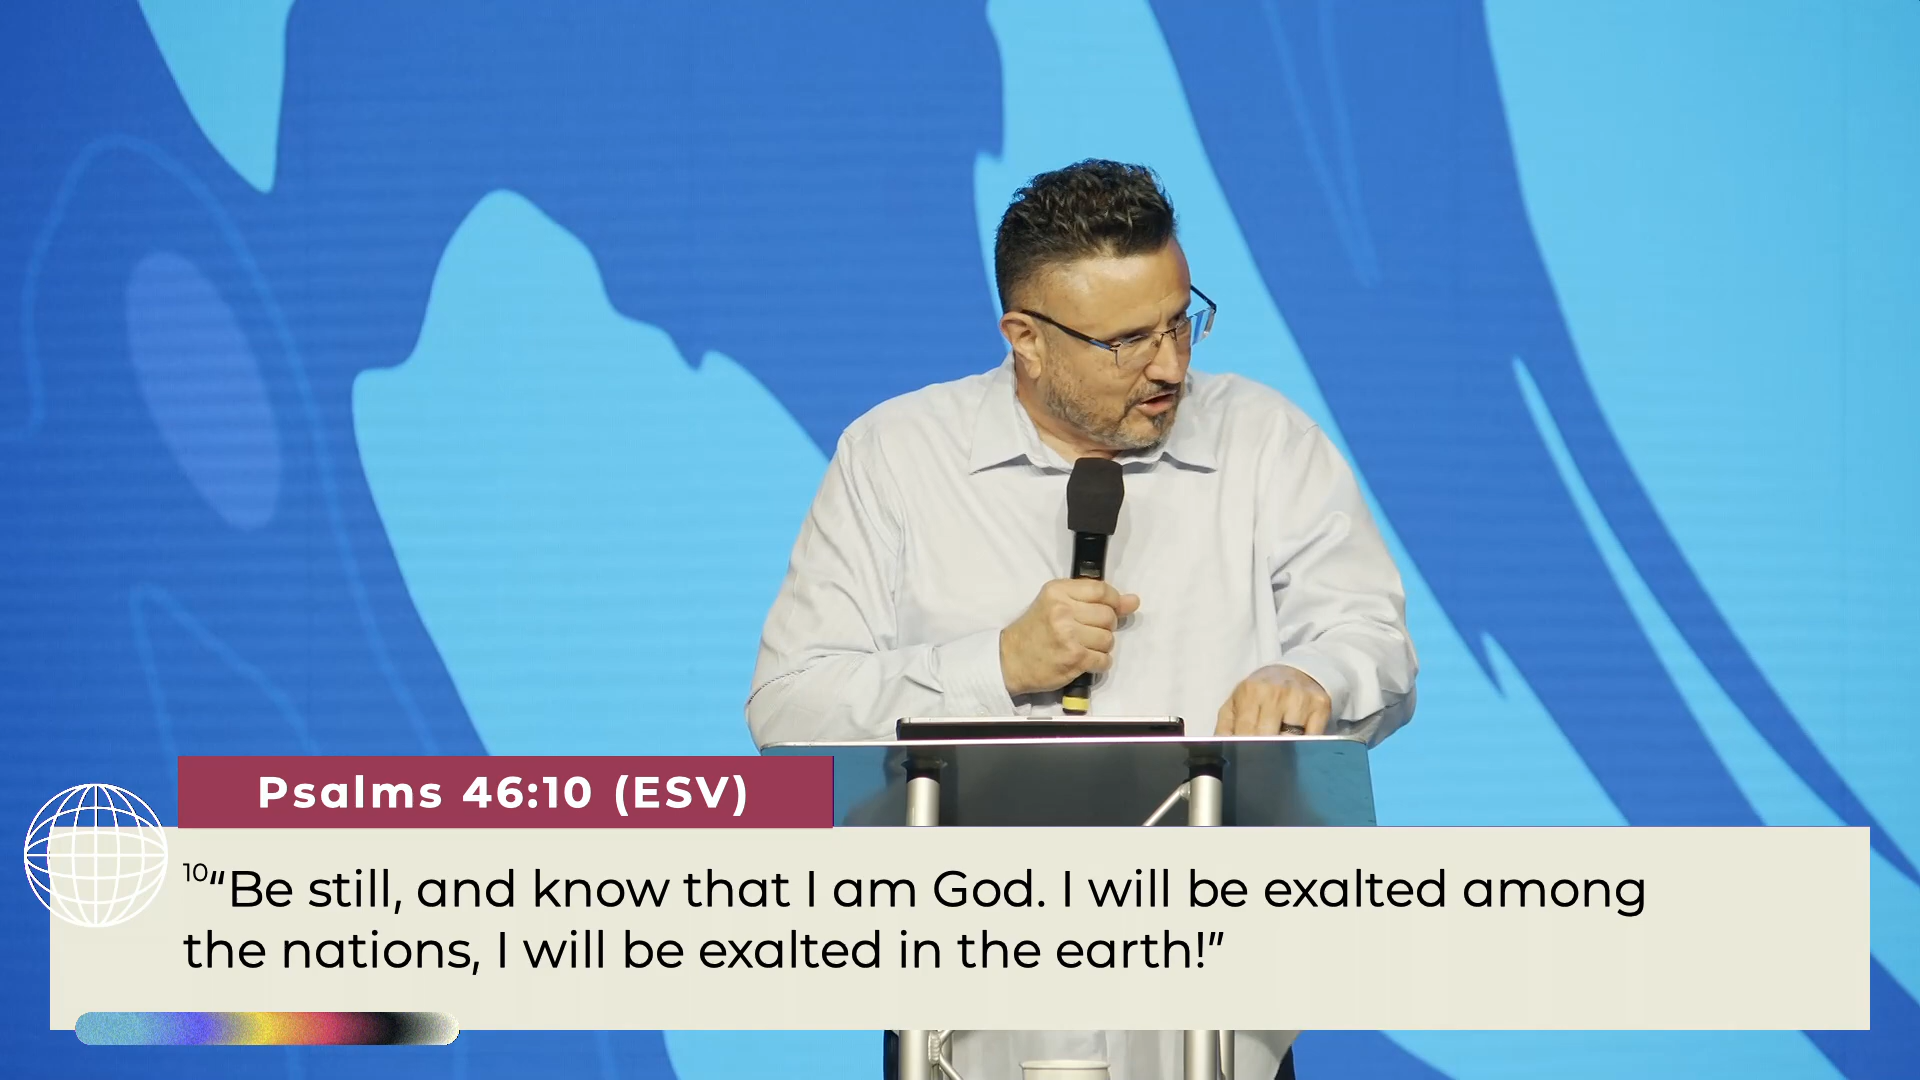 Psalms 46:10 (ESV)
10“Be still, and know that I am God. I will be exalted among
the nations, I will be exalted in the earth!”